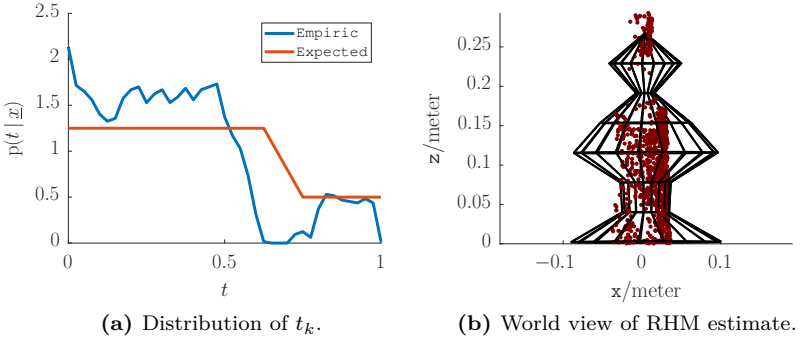 2.5
2
1.5
1
0.5
0
0
0.5
1
p(t | x)
t
Empiric
Expected
0.25
0.2
0.15
0.1
0.05
0
−0.1
0
0.1
z/meter
x/meter
(a) Distribution of tₖ.
(b) World view of RHM estimate.